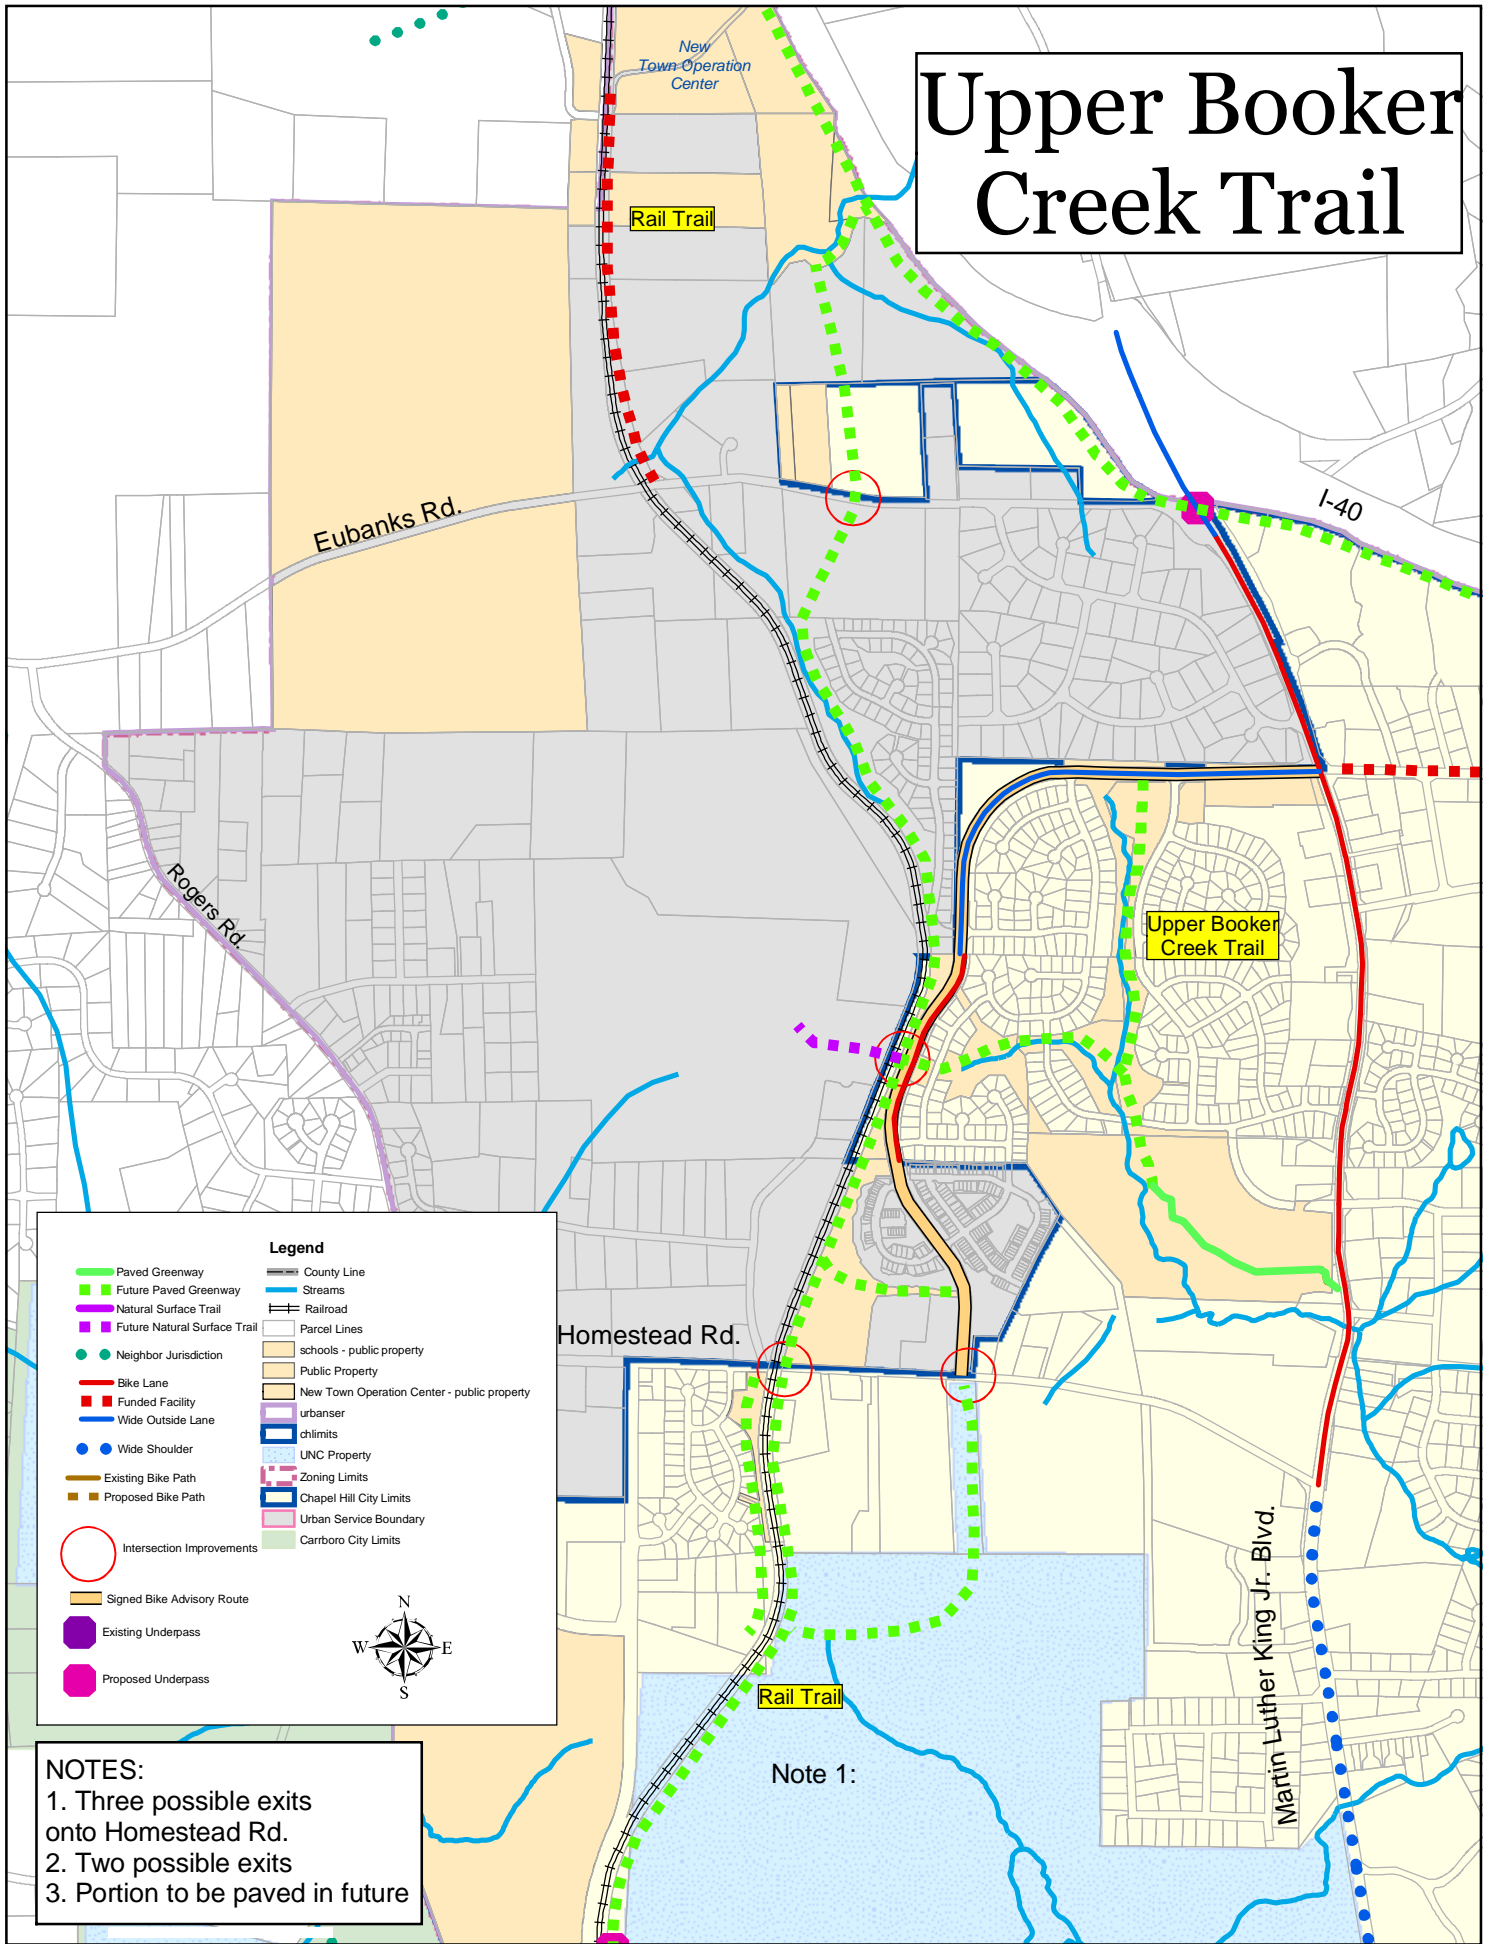 New
Town Operation
Center
Upper Booker
Creek Trail
Rail Trail
Eubanks Rd.
I-40
Rogers Rd.
Upper Booker
Creek Trail
Homestead Rd.
Martin Luther King Jr. Blvd.
Rail Trail
Note 1:
Legend
Paved Greenway
Future Paved Greenway
Natural Surface Trail
Future Natural Surface Trail
Neighbor Jurisdiction
Bike Lane
Funded Facility
Wide Outside Lane
Wide Shoulder
Existing Bike Path
Proposed Bike Path
Intersection Improvements
Signed Bike Advisory Route
Existing Underpass
Proposed Underpass
County Line
Streams
Railroad
Parcel Lines
schools - public property
Public Property
New Town Operation Center - public property
urbanser
chlimits
UNC Property
Zoning Limits
Chapel Hill City Limits
Urban Service Boundary
Carrboro City Limits
N
W
E
S
NOTES:
1. Three possible exits
onto Homestead Rd.
2. Two possible exits
3. Portion to be paved in future